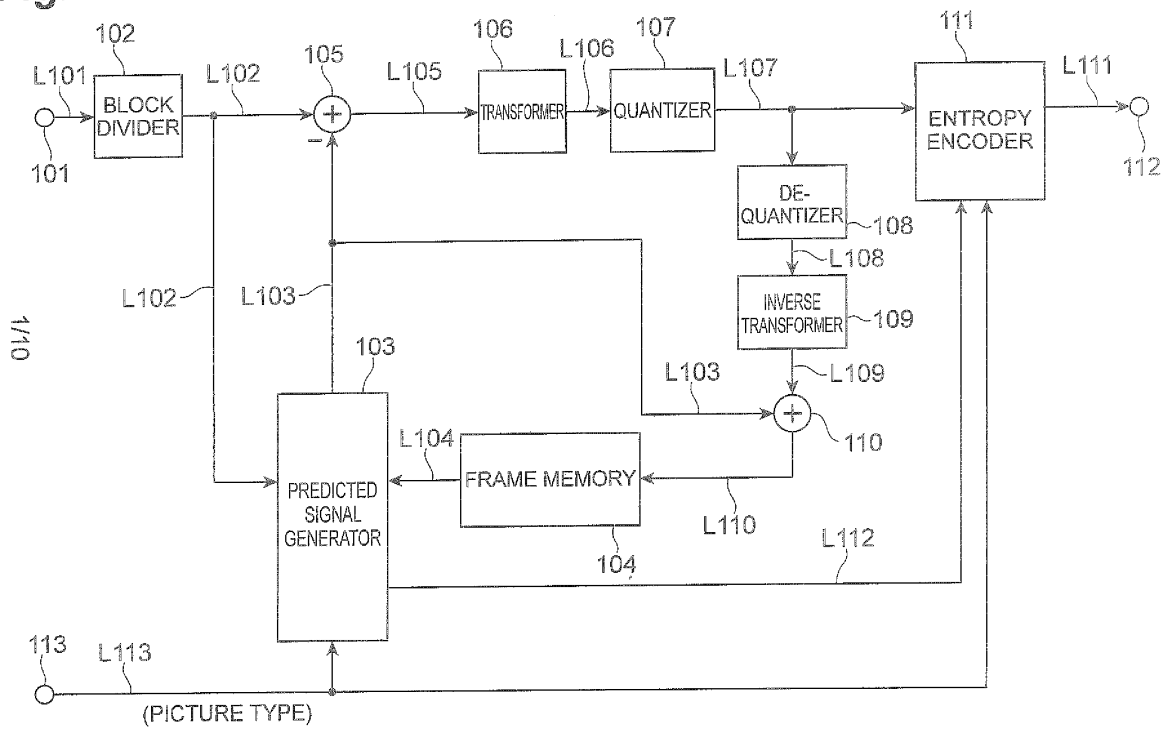 102
106
107
111
L101
L102
105
L105
L106
L107
L111
BLOCK
DIVIDER
+
TRANSFORMER
QUANTIZER
ENTROPY
ENCODER
101
−
112
DE-
QUANTIZER
108
L108
L102
L103
INVERSE
TRANSFORMER
109
1/10
103
L103
L109
+
110
L104
FRAME MEMORY
PREDICTED
SIGNAL
GENERATOR
L110
104
L112
113
L113
(PICTURE TYPE)